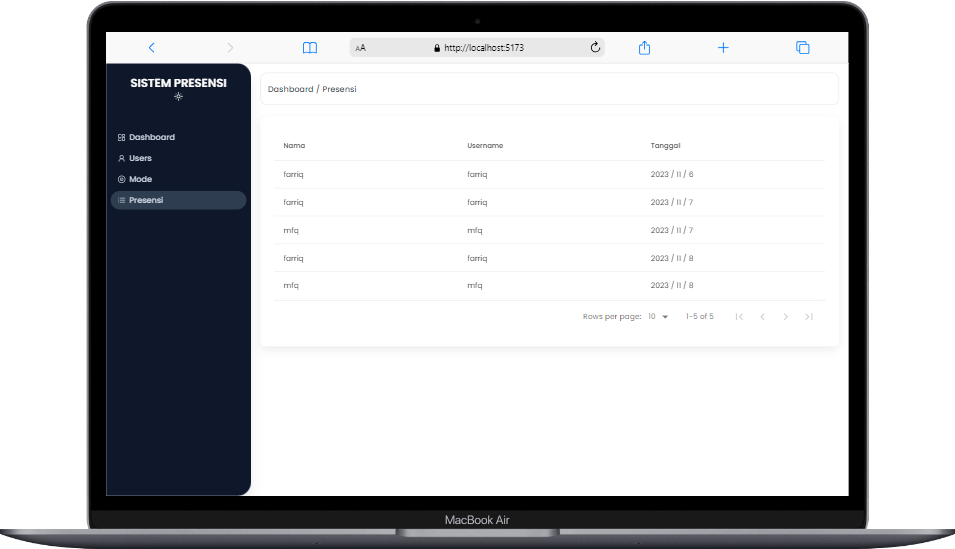 AA http://localhost:5173
SISTEM PRESENSI
Dashboard
Users
Mode
Presensi
Dashboard / Presensi
Nama Username Tanggal
farriq farriq 2023 / 11 / 6
farriq farriq 2023 / 11 / 7
mfq mfq 2023 / 11 / 7
farriq farriq 2023 / 11 / 8
mfq mfq 2023 / 11 / 8
Rows per page: 10 1-5 of 5
MacBook Air